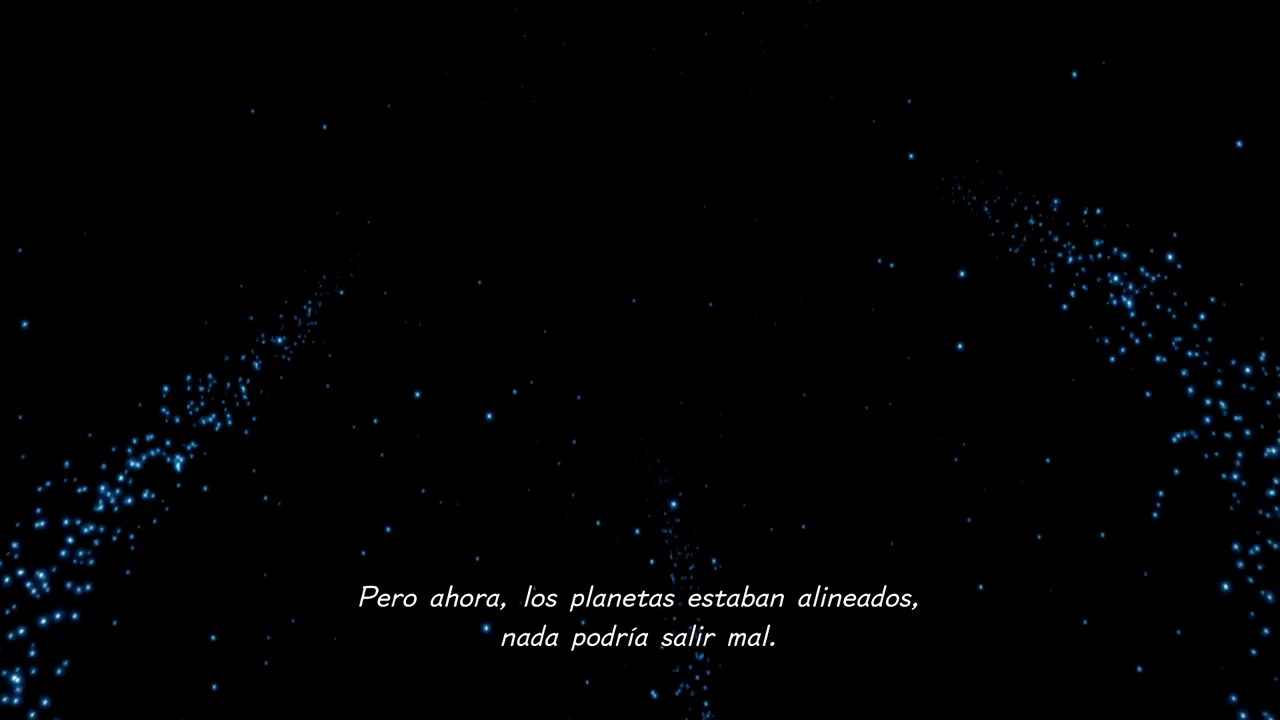 Pero ahora, los planetas estaban alineados,
nada podría salir mal.